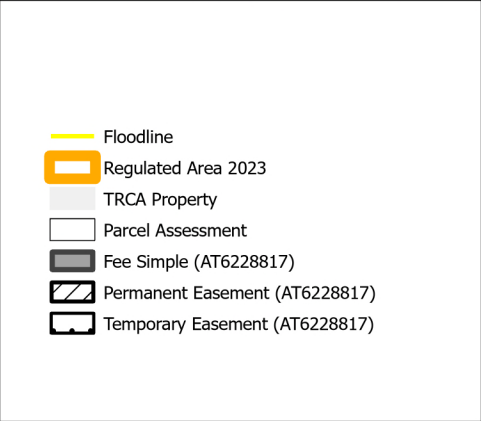 Floodline
Regulated Area 2023
TRCA Property
Parcel Assessment
Fee Simple (AT6228817)
Permanent Easement (AT6228817)
Temporary Easement (AT6228817)